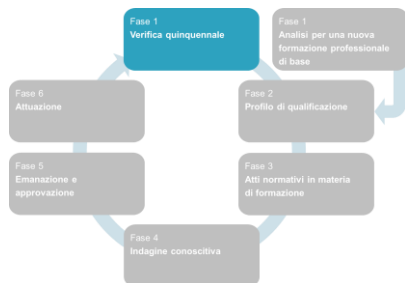 Fase 1
Verifica quinquennale
Fase 1
Analisi per una nuova
formazione professionale
di base
Fase 2
Profilo di qualificazione
Fase 3
Atti normativi in materia
di formazione
Fase 4
Indagine conoscitiva
Fase 5
Emanazione e
approvazione
Fase 6
Attuazione